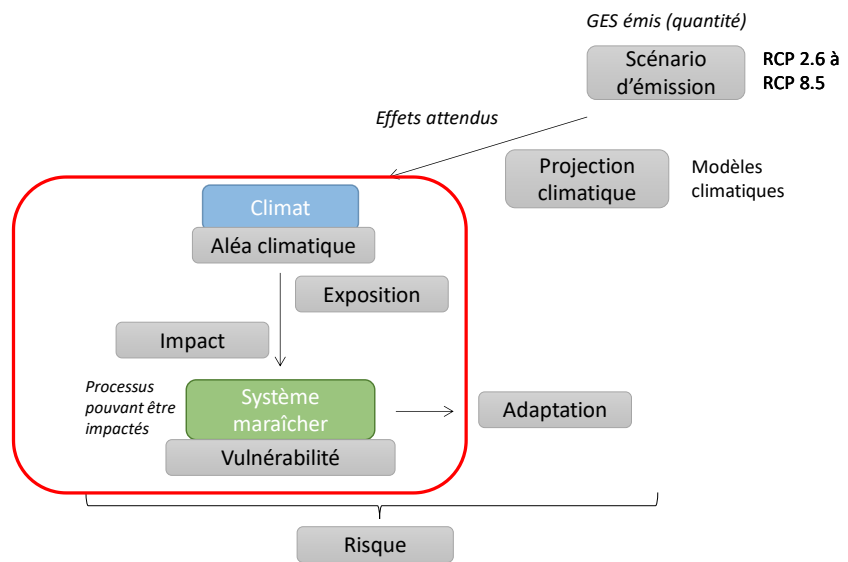 GES émis (quantité)
Scénario
d’émission
RCP 2.6 à
RCP 8.5
Effets attendus
Projection
climatique
Modèles
climatiques
Climat
Aléa climatique
Exposition
Impact
Processus
pouvant être
impactés
Système
maraîcher
Vulnérabilité
Adaptation
Risque